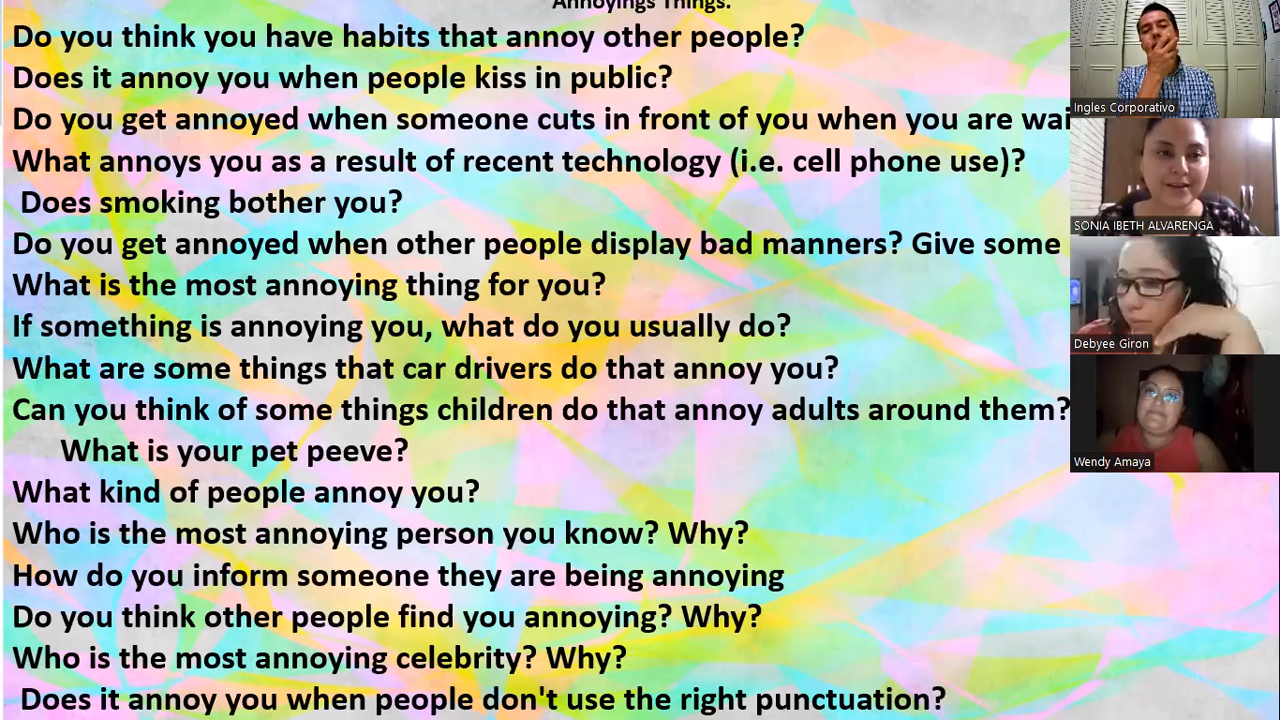 Annoyings Things.
Do you think you have habits that annoy other people?
Does it annoy you when people kiss in public?
Do you get annoyed when someone cuts in front of you when you are
What annoys you as a result of recent technology (i.e. cell phone use)?
Does smoking bother you?
Do you get annoyed when other people display bad manners? Give some
What is the most annoying thing for you?
If something is annoying you, what do you usually do?
What are some things that car drivers do that annoy you?
Can you think of some things children do that annoy adults around them?
What is your pet peeve?
What kind of people annoy you?
Who is the most annoying person you know? Why?
How do you inform someone they are being annoying
Do you think other people find you annoying? Why?
Who is the most annoying celebrity? Why?
Does it annoy you when people don't use the right punctuation?
Ingles Corporativo
SONIA IBETH ALVARENGA
Debyee Giron
Wendy Amaya